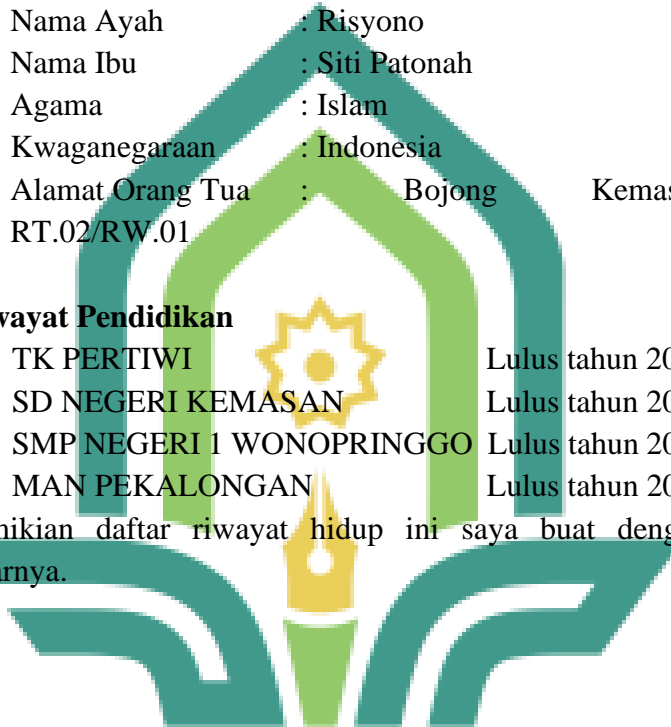 Nama Ayah : Risyono
Nama Ibu : Siti Patonah
Agama : Islam
Kwaganegaraan : Indonesia
Alamat Orang Tua : Bojong Kemas
RT.02/RW.01
wayat Pendidikan
TK PERTIWI Lulus tahun 20
SD NEGERI KEMASAN Lulus tahun 20
SMP NEGERI 1 WONOPRINGGO Lulus tahun 20
MAN PEKALONGAN Lulus tahun 20
nikian daftar riwayat hidup ini saya buat deng
arnya.